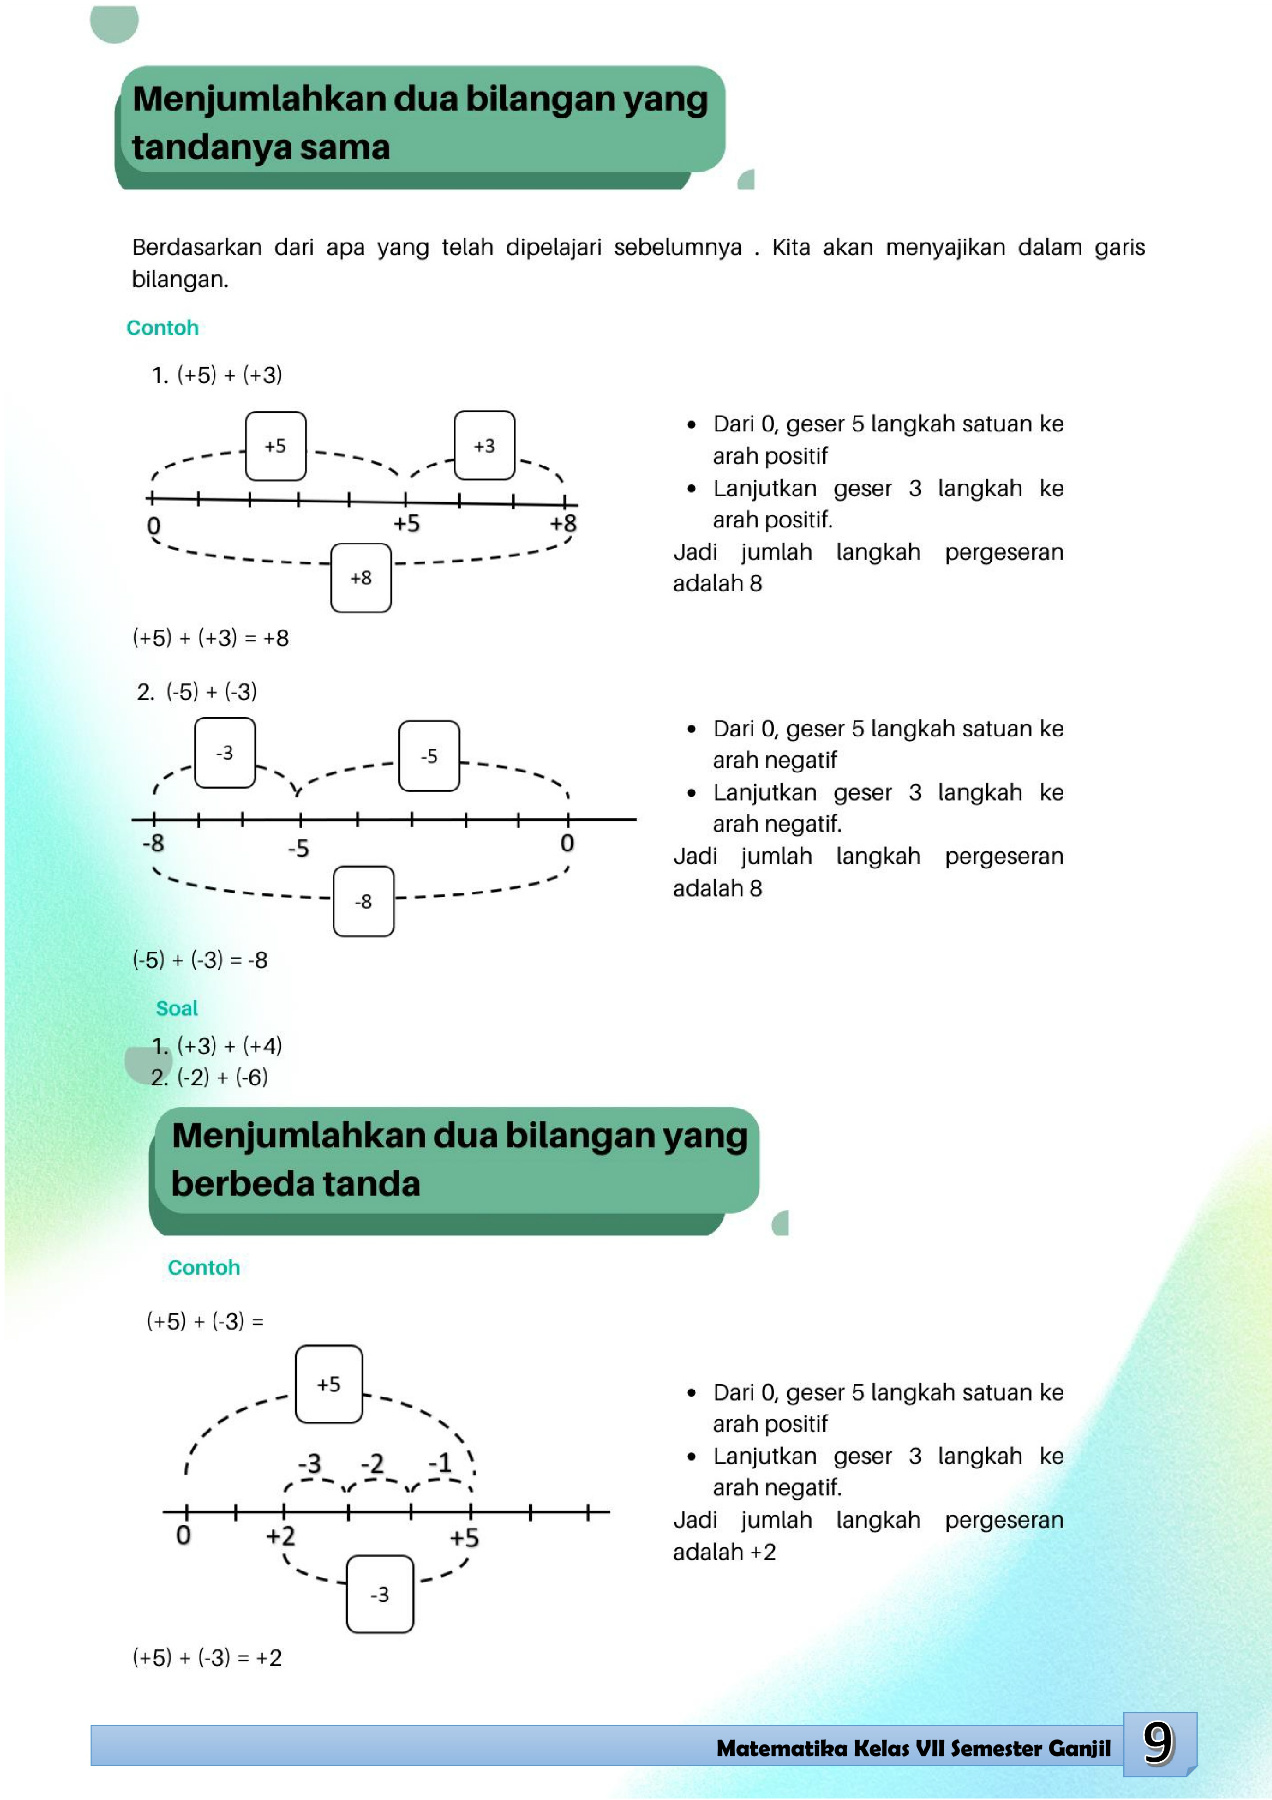 Menjumlahkan dua bilangan yang
tandanya sama
Berdasarkan dari apa yang telah dipelajari sebelumnya . Kita akan menyajikan dalam garis
bilangan.
Contoh
1. (+5) + (+3)
+5
+3
0
+5
+8
+8
• Dari 0, geser 5 langkah satuan ke
arah positif
• Lanjutkan geser 3 langkah ke
arah positif.
Jadi jumlah langkah pergeseran
adalah 8
(+5) + (+3) = +8
2. (-5) + (-3)
-3
-5
-8
-5
0
-8
• Dari 0, geser 5 langkah satuan ke
arah negatif
• Lanjutkan geser 3 langkah ke
arah negatif.
Jadi jumlah langkah pergeseran
adalah 8
(-5) + (-3) = -8
Soal
1. (+3) + (+4)
2. (-2) + (-6)
Menjumlahkan dua bilangan yang
berbeda tanda
Contoh
(+5) + (-3) =
+5
-3 -2 -1
0
+2
+5
-3
• Dari 0, geser 5 langkah satuan ke
arah positif
• Lanjutkan geser 3 langkah ke
arah negatif.
Jadi jumlah langkah pergeseran
adalah +2
(+5) + (-3) = +2
Matematika Kelas VII Semester Ganjil
9